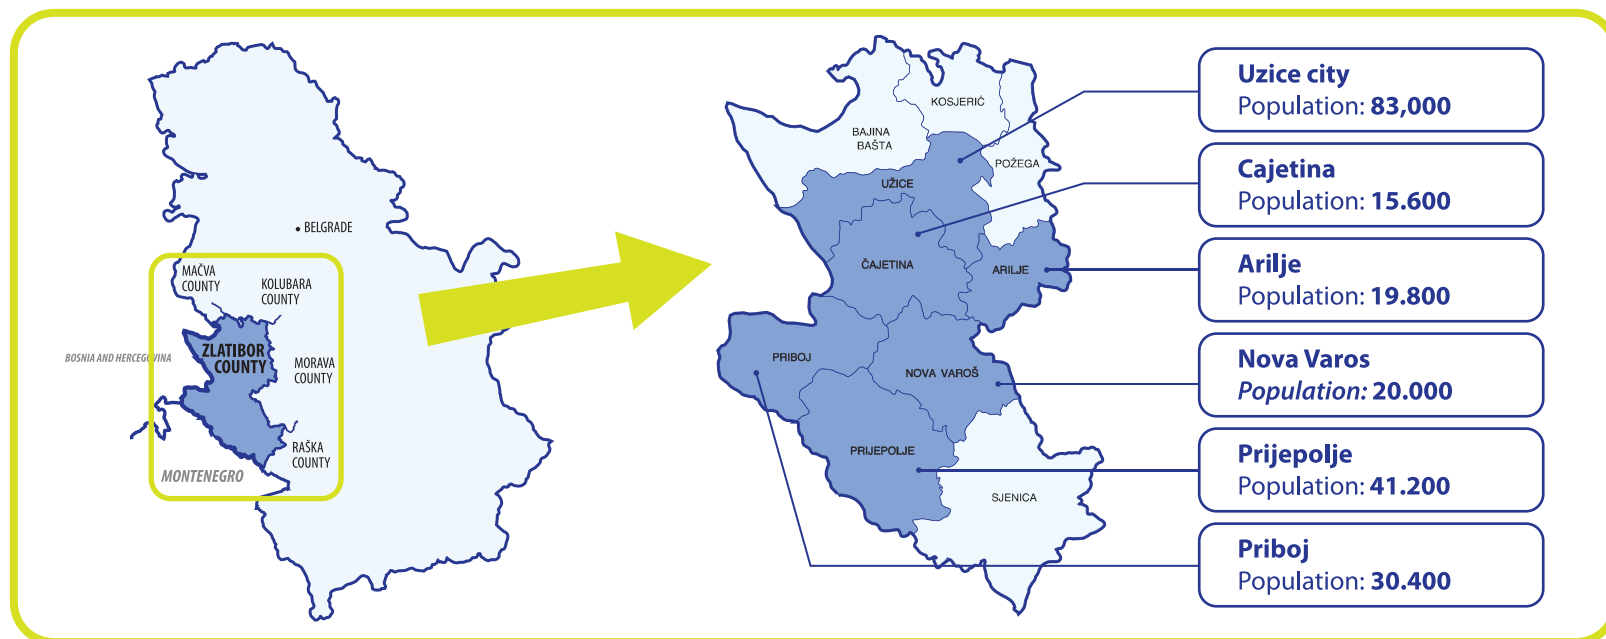 BELGRADE
MAČVA
COUNTY
KOLUBARA
COUNTY
BOSNIA AND HERCEGOVINA
ZLATIBOR
COUNTY
MORAVA
COUNTY
RAŠKA
COUNTY
MONTENEGRO
KOSJERIĆ
BAJINA
BAŠTA
POŽEGA
UŽICE
ČAJETINA
ARILJE
PRIBOJ
NOVA VAROŠ
PRIJEPOLJE
SJENICA
Uzice city
Population: 83,000
Cajetina
Population: 15.600
Arilje
Population: 19.800
Nova Varos
Population: 20.000
Prijepolje
Population: 41.200
Priboj
Population: 30.400